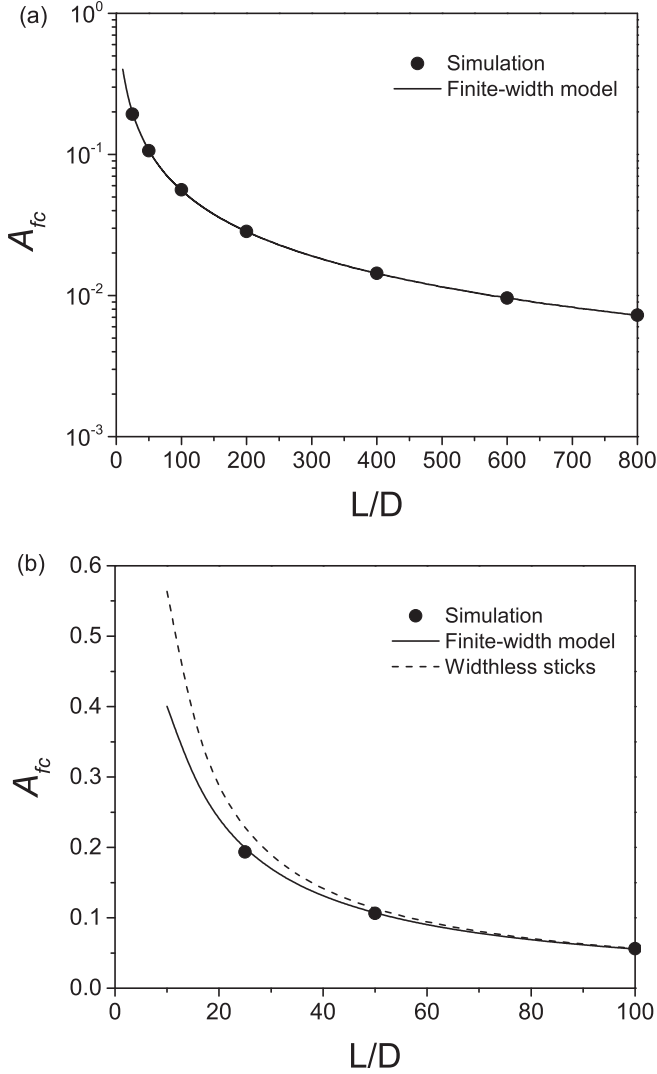 (a)
10⁰
10⁻¹
10⁻²
10⁻³
A_fc
Simulation
Finite-width model
0 100 200 300 400 500 600 700 800
L/D
(b)
0.6
0.5
0.4
0.3
0.2
0.1
0.0
A_fc
Simulation
Finite-width model
Widthless sticks
0 20 40 60 80 100
L/D